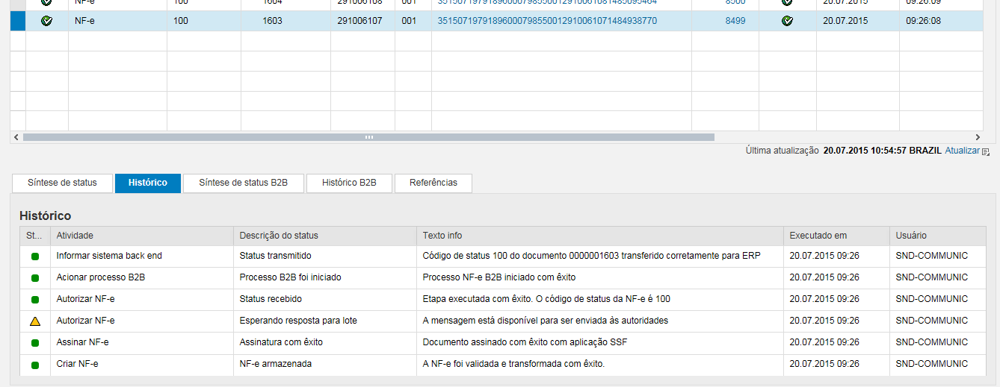 NF-e 100 1604 291006108 001 35150719791896000798550012910061081485095464 8500 20.07.2015 09:26:09
NF-e 100 1603 291006107 001 35150719791896000798550012910061071484938770 8499 20.07.2015 09:26:08
Última atualização 20.07.2015 10:54:57 BRAZIL Atualizar
Síntese de status Histórico Síntese de status B2B Histórico B2B Referências
Histórico
St... Atividade Descrição do status Texto info Executado em Usuário
Informar sistema back end Status transmitido Código de status 100 do documento 0000001603 transferido corretamente para ERP 20.07.2015 09:26 SND-COMMUNIC
Acionar processo B2B Processo B2B foi iniciado Processo NF-e B2B iniciado com êxito 20.07.2015 09:26 SND-COMMUNIC
Autorizar NF-e Status recebido Etapa executada com êxito. O código de status da NF-e é 100 20.07.2015 09:26 SND-COMMUNIC
Autorizar NF-e Esperando resposta para lote A mensagem está disponível para ser enviada às autoridades 20.07.2015 09:26 SND-COMMUNIC
Assinar NF-e Assinatura com êxito Documento assinado com êxito com aplicação SSF 20.07.2015 09:26 SND-COMMUNIC
Criar NF-e NF-e armazenada A NF-e foi validada e transformada com êxito. 20.07.2015 09:26 SND-COMMUNIC